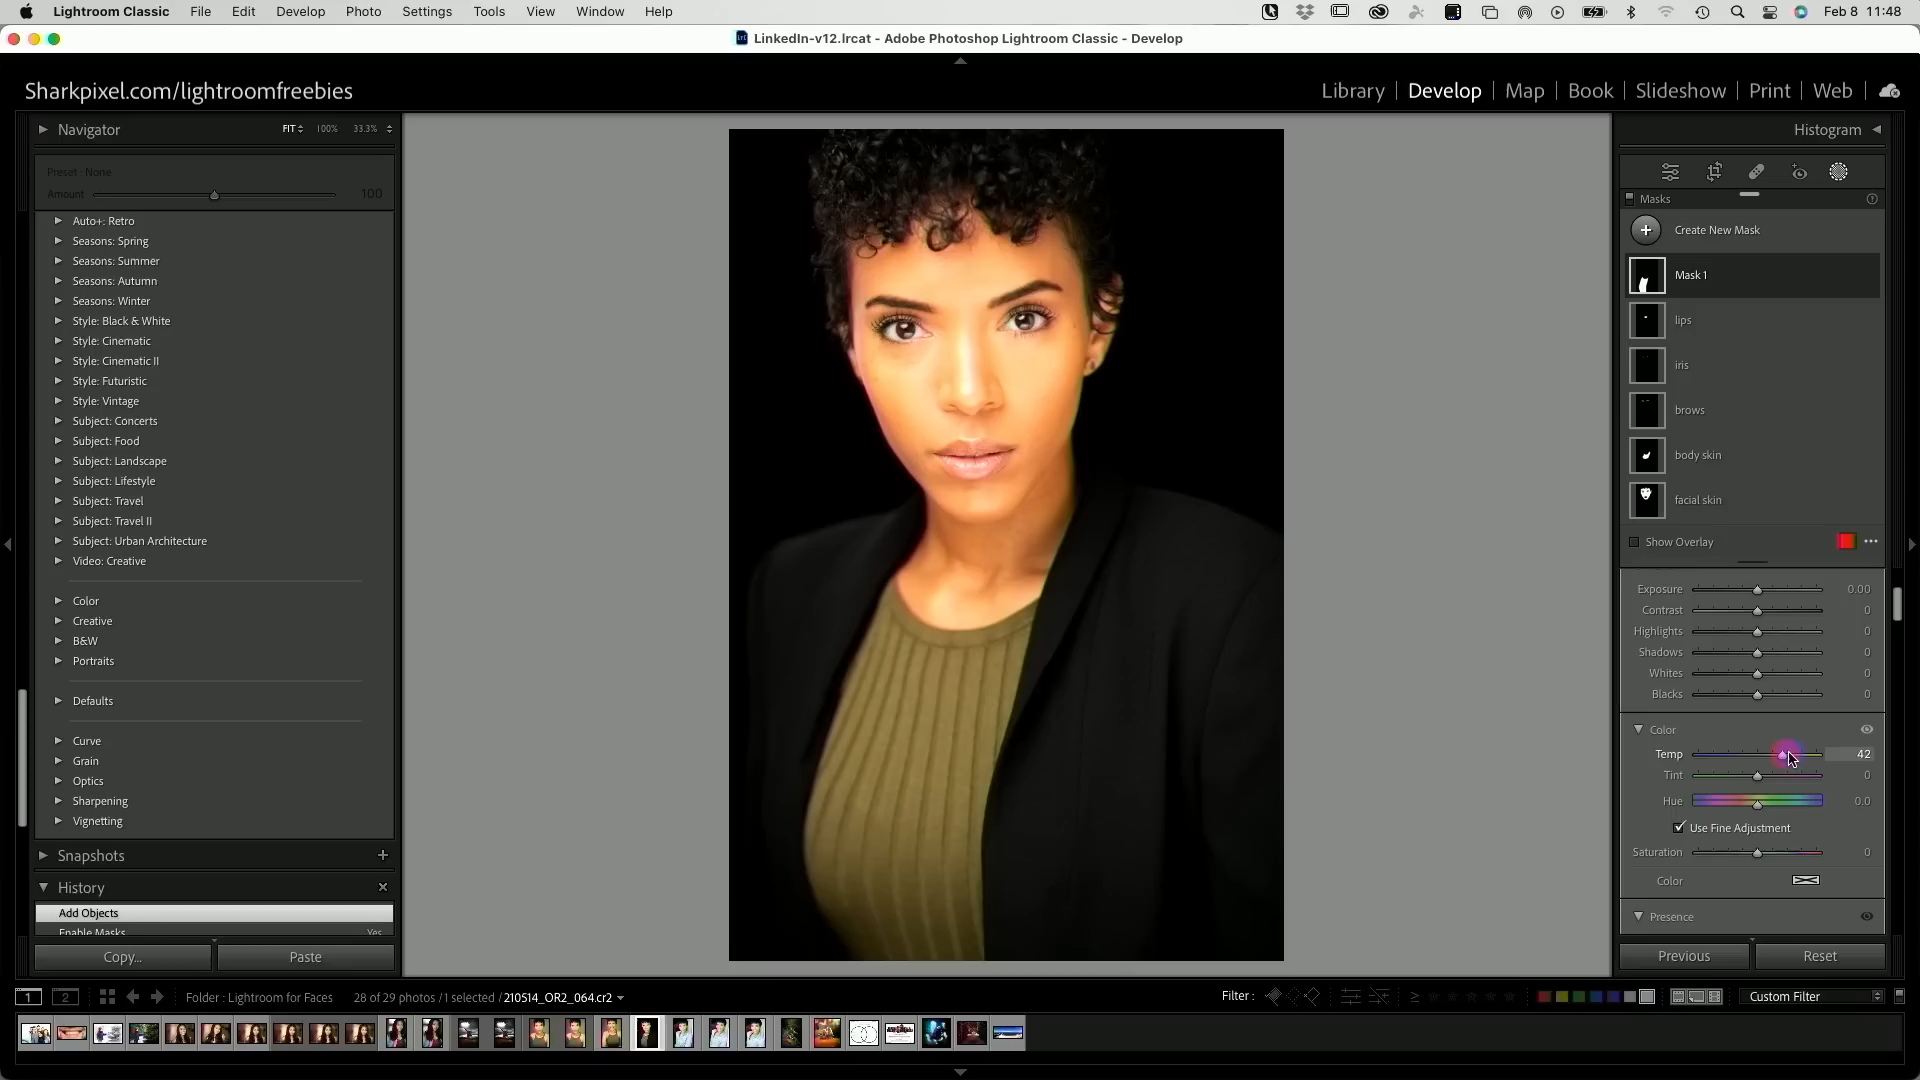 Lightroom Classic File Edit Develop Photo Settings Tools View Window Help Feb 8 11:48
LinkedIn-v12.lrcat - Adobe Photoshop Lightroom Classic - Develop
Sharkpixel.com/lightroomfreebies
Library Develop Map Book Slideshow Print Web
Navigator FIT 100% 33.3%
Preset : None
Amount 100
Auto+: Retro
Seasons: Spring
Seasons: Summer
Seasons: Autumn
Seasons: Winter
Style: Black & White
Style: Cinematic
Style: Cinematic II
Style: Futuristic
Style: Vintage
Subject: Concerts
Subject: Food
Subject: Landscape
Subject: Lifestyle
Subject: Travel
Subject: Travel II
Subject: Urban Architecture
Video: Creative
Color
Creative
B&W
Portraits
Defaults
Curve
Grain
Optics
Sharpening
Vignetting
Snapshots
History
Add Objects
Enable Masks Yes
Copy... Paste
Histogram
Masks
Create New Mask
Mask 1
lips
iris
brows
body skin
facial skin
Show Overlay
Exposure 0.00
Contrast 0
Highlights 0
Shadows 0
Whites 0
Blacks 0
Color
Temp 42
Tint 0
Hue 0.0
Use Fine Adjustment
Saturation 0
Color
Presence
Previous Reset
1 2 Folder : Lightroom for Faces 28 of 29 photos /1 selected /210514_OR2_064.cr2 Filter : Custom Filter